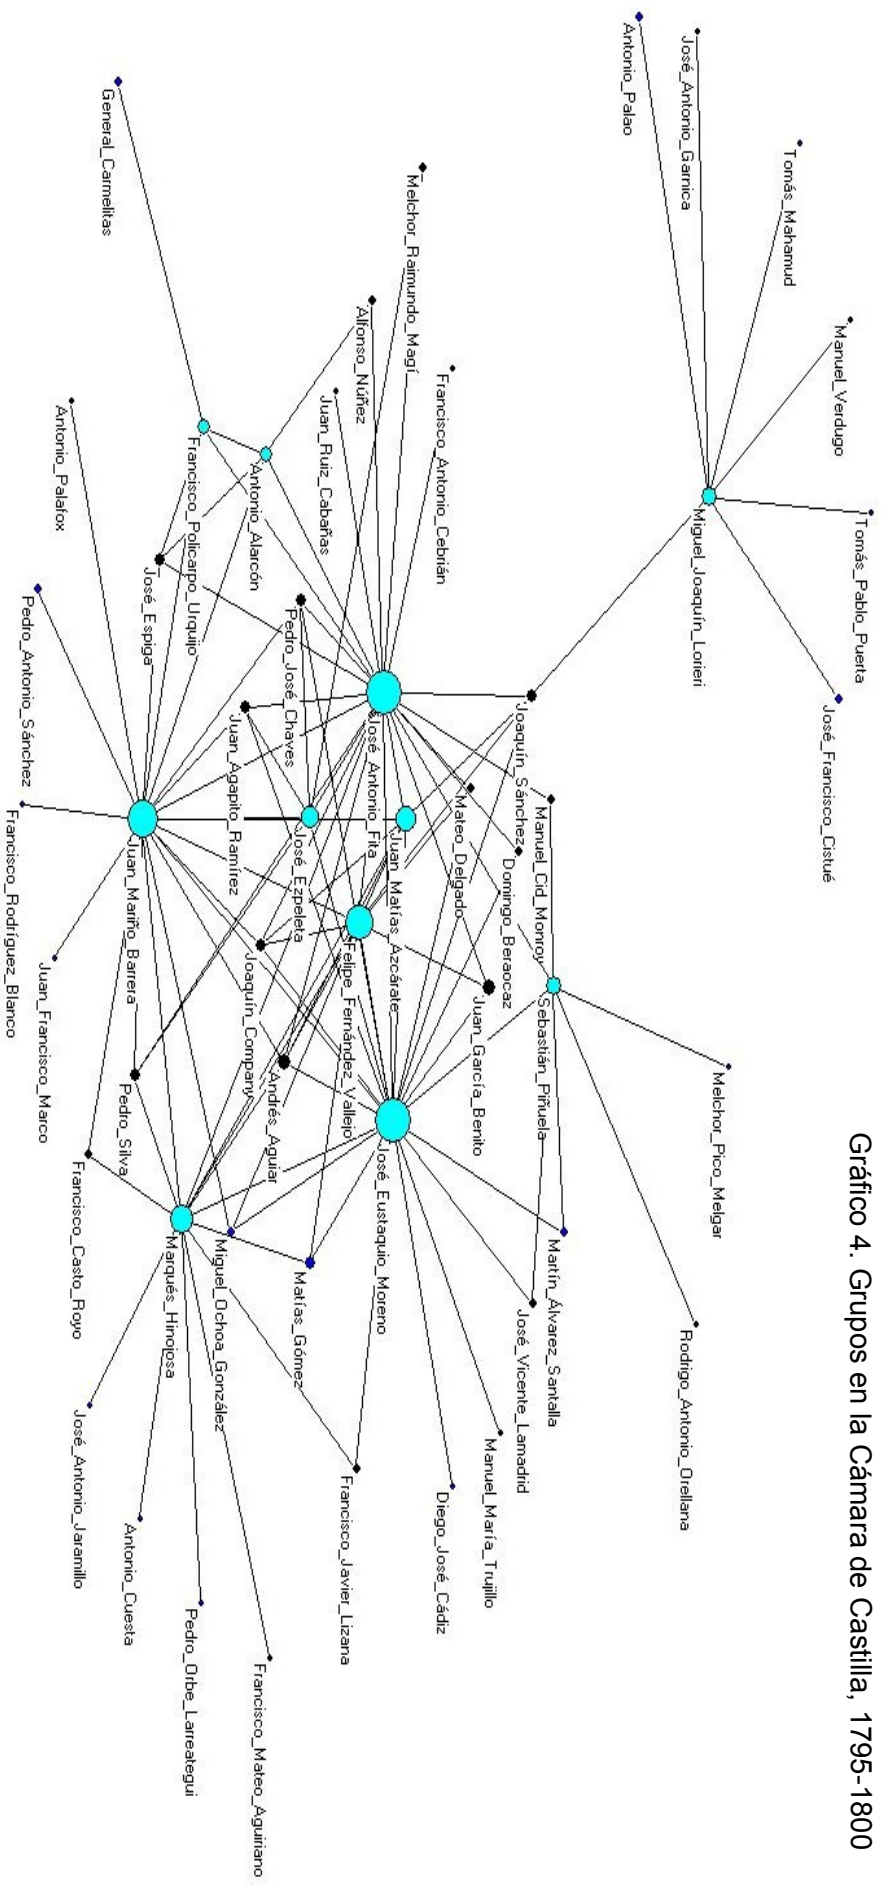 Gráfico 4. Grupos en la Cámara de Castilla, 1795-1800
Tomás_Pablo_Puerta
José_Francisco_Cistué
Manuel_Verdugo
Tomás_Mahamud
Miguel_Joaquín_Lorieri
José_Antonio_Garnica
Antonio_Palao
Melchor_Pico_Melgar
Rodrigo_Antonio_Orellana
Manuel_Cid_Monroy
Sebastián_Piñuela
Martín_Álvarez_Santalla
Joaquín_Sánchez
Domingo_Beraocaz
José_Vicente_Lamadrid
Manuel_María_Trujillo
Juan_García_Benito
Mateo_Delgado
Diego_José_Cádiz
Francisco_Antonio_Cebrián
Melchor_Raimundo_Magí
Juan_Matías_Azcárate
José_Eustaquio_Moreno
José_Antonio_Fita
Alfonso_Núñez
Felipe_Fernández_Vallejo
Francisco_Javier_Lizana
Juan_Ruiz_Cabañas
José_Ezpeleta
Matías_Gómez
Pedro_José_Chaves
Andrés_Aguiar
Francisco_Mateo_Aguiriano
Antonio_Alarcón
Joaquín_Company
Juan_Agapito_Ramírez
Miguel_Ochoa_González
Francisco_Policarpo_Urquijo
Pedro_Orbe_Larreategui
Marqués_Hinojosa
José_Espiga
Juan_Mariño_Barrera
Pedro_Silva
Antonio_Cuesta
General_Carmelitas
Francisco_Casto_Royo
José_Antonio_Jaramillo
Antonio_Palafox
Juan_Francisco_Marco
Pedro_Antonio_Sánchez
Francisco_Rodríguez_Blanco